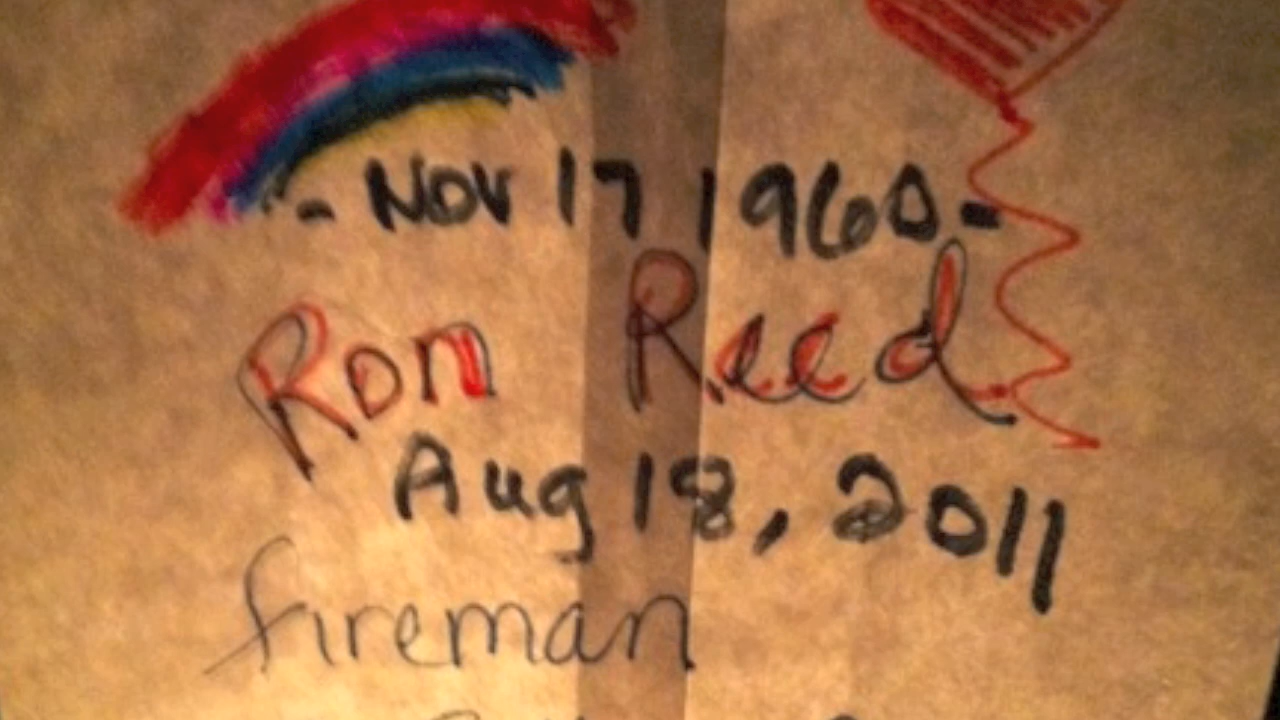 - Nov 17 1960 -
Ron Reed
Aug 18, 2011
fireman